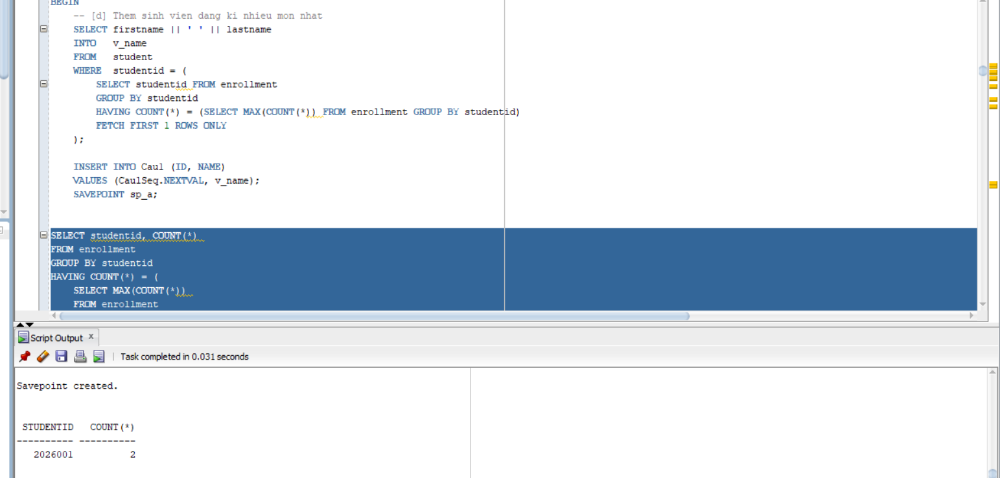 BEGIN
-- [d] Them sinh vien dang ki nhieu mon nhat
SELECT firstname || ' ' || lastname
INTO   v_name
FROM   student
WHERE  studentid = (
SELECT studentid FROM enrollment
GROUP BY studentid
HAVING COUNT(*) = (SELECT MAX(COUNT(*)) FROM enrollment GROUP BY studentid)
FETCH FIRST 1 ROWS ONLY
);
INSERT INTO Cau1 (ID, NAME)
VALUES (Cau1Seq.NEXTVAL, v_name);
SAVEPOINT sp_a;
SELECT studentid, COUNT(*)
FROM enrollment
GROUP BY studentid
HAVING COUNT(*) = (
SELECT MAX(COUNT(*))
FROM enrollment
Script Output x
Task completed in 0.031 seconds
Savepoint created.
STUDENTID   COUNT(*)
---------- ----------
2026001          2